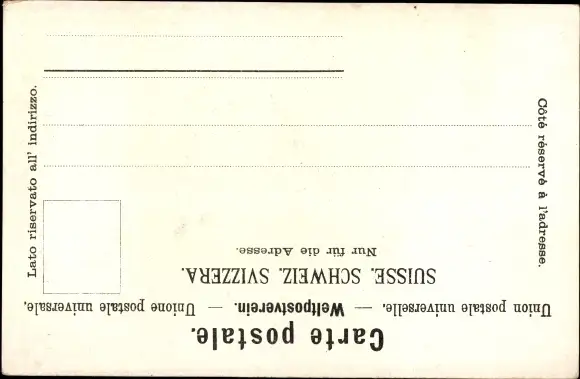 Carte postale.
Union postale universelle. — Weltpostverein. — Unione postale universale.
SUISSE. SCHWEIZ. SVIZZERA.
Nur für die Adresse.
Côté réservé à l'adresse.
Lato riservato all' indirizzo.